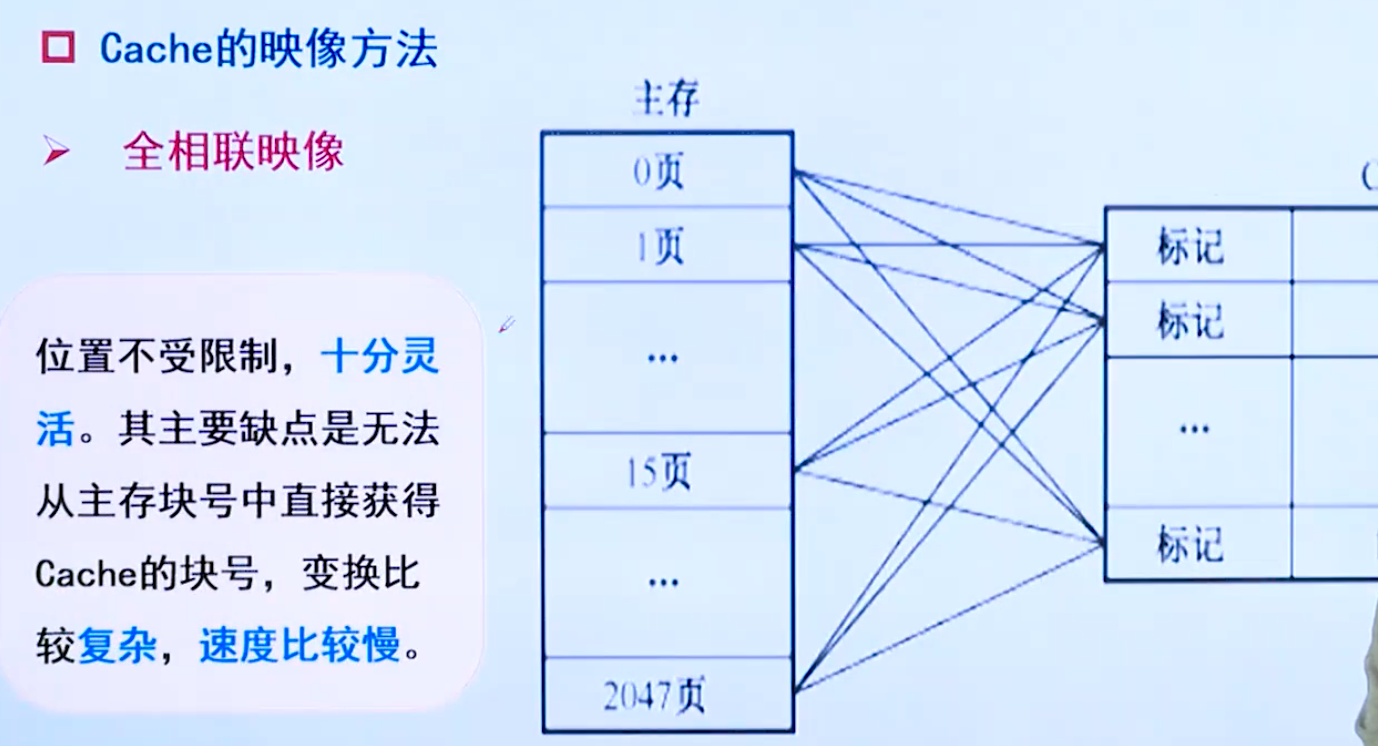 Cache的映像方法
全相联映像
位置不受限制，十分灵
活。其主要缺点是无法
从主存块号中直接获得
Cache的块号，变换比
较复杂，速度比较慢。
主存
0页
1页
...
15页
...
2047页
C
标记
标记
...
标记